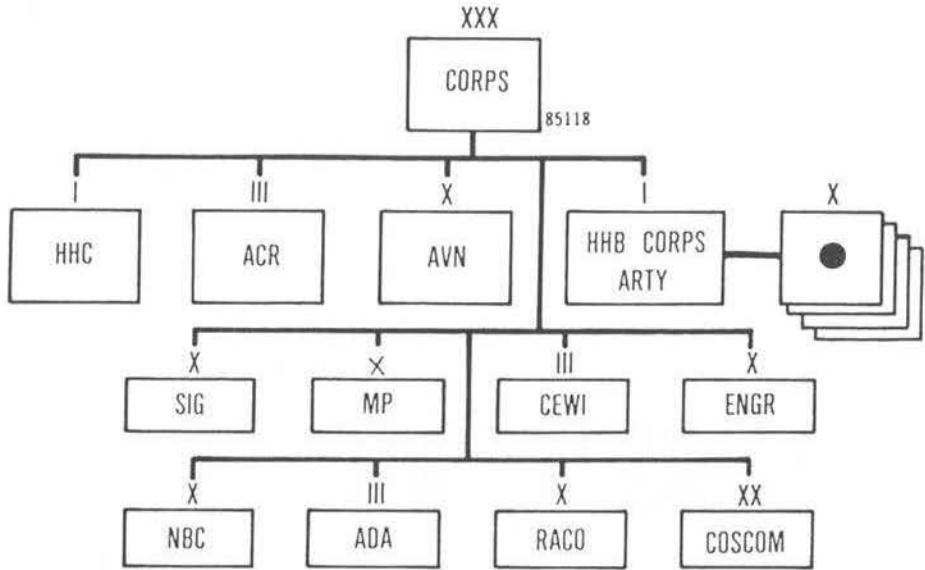 XXX
CORPS
85118
I III X I X
HHC ACR AVN HHB CORPS
ARTY
X X III X
SIG MP CEWI ENGR
X III X XX
NBC ADA RACO COSCOM